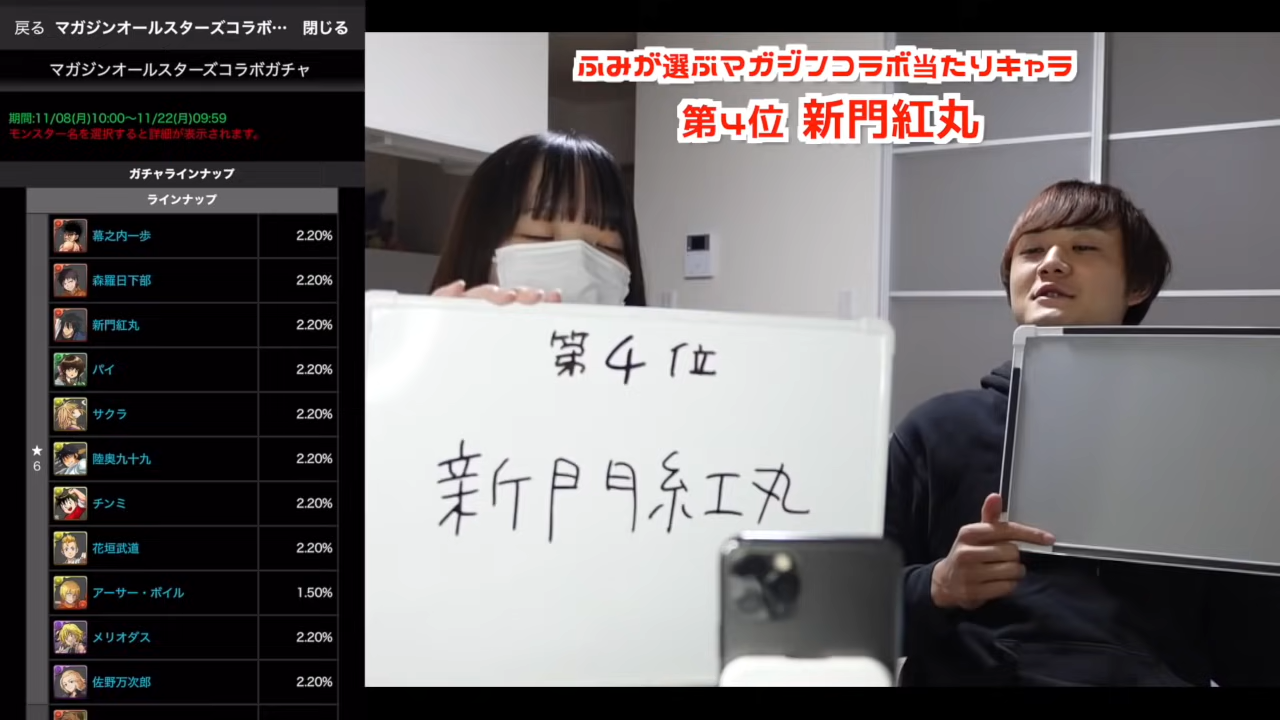 戻る マガジンオールスターズコラボ… 閉じる
マガジンオールスターズコラボガチャ
期間:11/08(月)10:00〜11/22(月)09:59
モンスター名を選択すると詳細が表示されます。
ガチャラインナップ
ラインナップ
幕之内一歩 2.20%
森羅日下部 2.20%
新門紅丸 2.20%
パイ 2.20%
サクラ 2.20%
陸奥九十九 2.20%
チンミ 2.20%
花垣武道 2.20%
アーサー・ボイル 1.50%
メリオダス 2.20%
佐野万次郎 2.20%
★
6
ふみが選ぶマガジンコラボ当たりキャラ
第4位 新門紅丸
第4位
新門紅丸